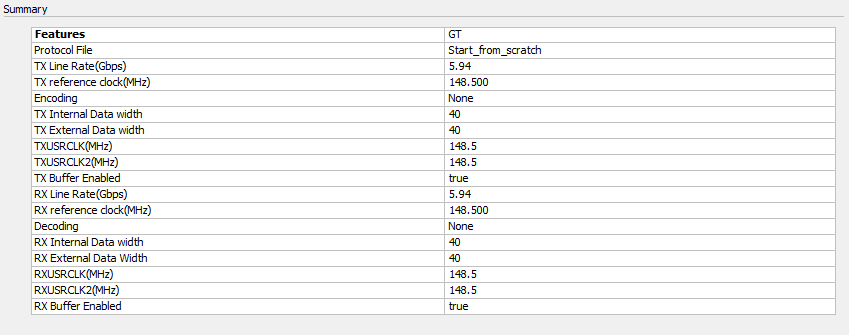 Summary
Features GT
Protocol File Start_from_scratch
TX Line Rate(Gbps) 5.94
TX reference clock(MHz) 148.500
Encoding None
TX Internal Data width 40
TX External Data width 40
TXUSRCLK(MHz) 148.5
TXUSRCLK2(MHz) 148.5
TX Buffer Enabled true
RX Line Rate(Gbps) 5.94
RX reference clock(MHz) 148.500
Decoding None
RX Internal Data width 40
RX External Data Width 40
RXUSRCLK(MHz) 148.5
RXUSRCLK2(MHz) 148.5
RX Buffer Enabled true